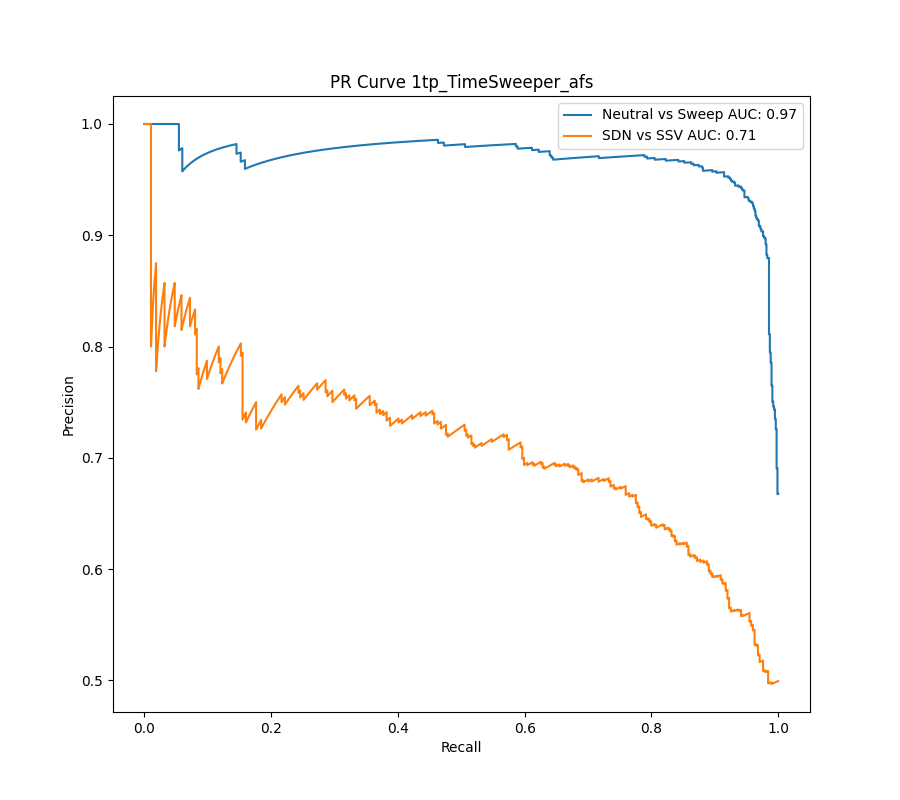 PR Curve 1tp_TimeSweeper_afs
Neutral vs Sweep AUC: 0.97
SDN vs SSV AUC: 0.71
Precision
1.0
0.9
0.8
0.7
0.6
0.5
0.0 0.2 0.4 0.6 0.8 1.0
Recall